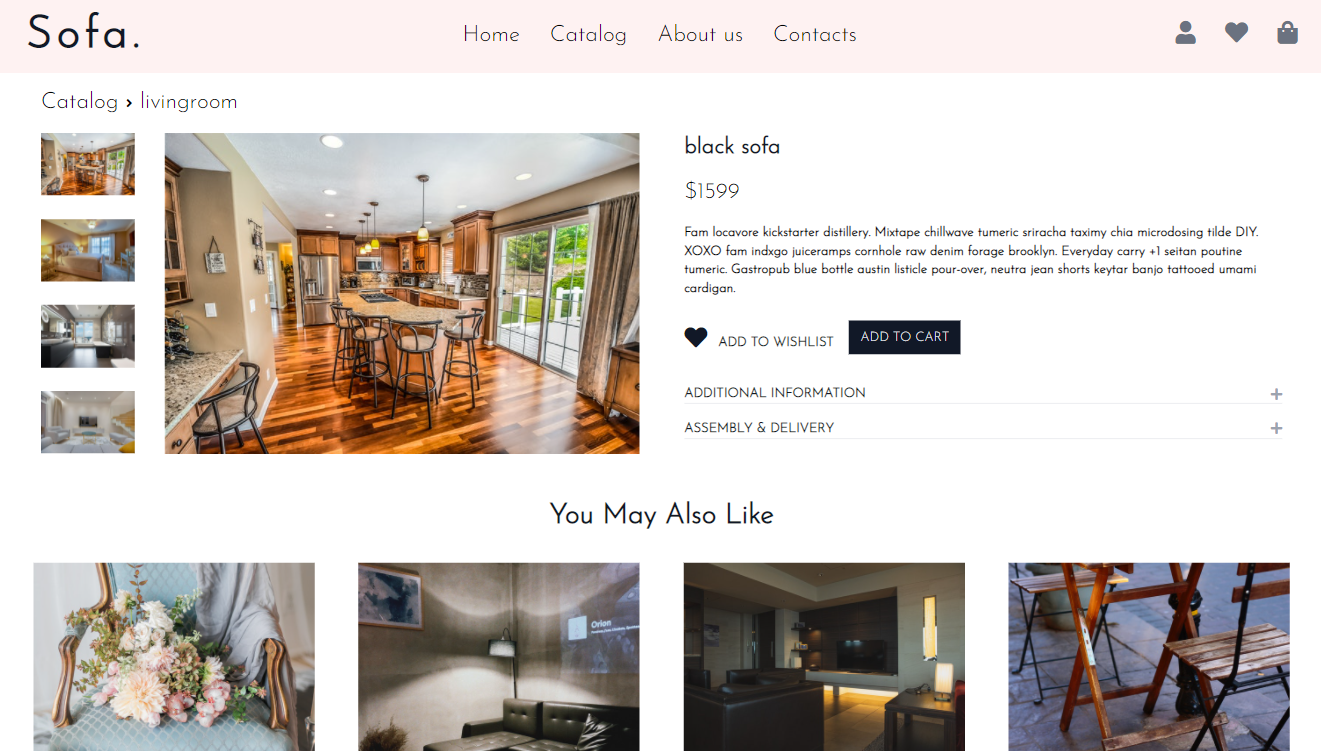 Sofa.
Home Catalog About us Contacts
Catalog › livingroom
black sofa
$1599
Fam locavore kickstarter distillery. Mixtape chillwave tumeric sriracha taximy chia microdosing tilde DIY.
XOXO fam indxgo juiceramps cornhole raw denim forage brooklyn. Everyday carry +1 seitan poutine
tumeric. Gastropub blue bottle austin listicle pour-over, neutra jean shorts keytar banjo tattooed umami
cardigan.
ADD TO WISHLIST ADD TO CART
ADDITIONAL INFORMATION +
ASSEMBLY & DELIVERY +
You May Also Like
Orion